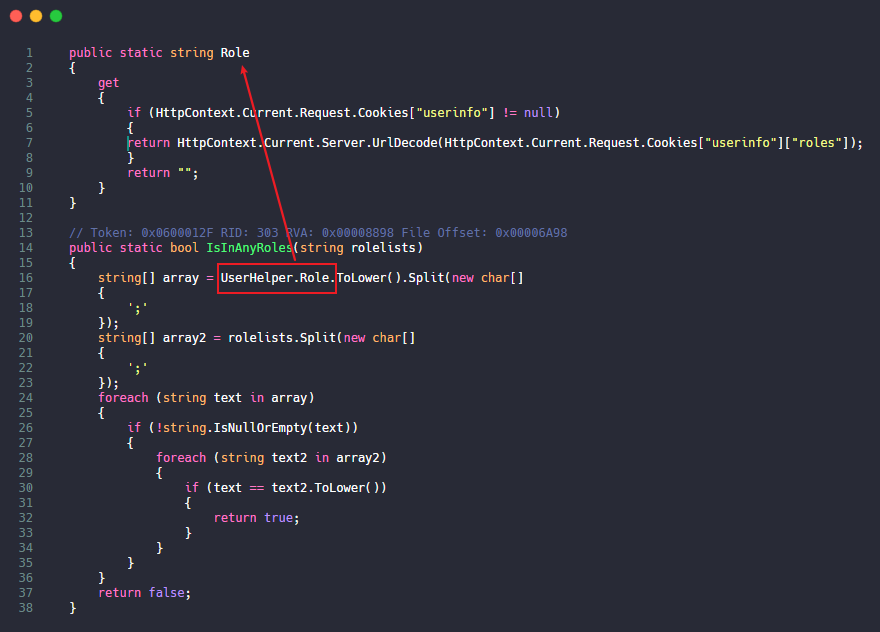 1 public static string Role
2 {
3 get
4 {
5 if (HttpContext.Current.Request.Cookies["userinfo"] != null)
6 {
7 return HttpContext.Current.Server.UrlDecode(HttpContext.Current.Request.Cookies["userinfo"]["roles"]);
8 }
9 return "";
10 }
11 }
12
13 // Token: 0x0600012F RID: 303 RVA: 0x00008898 File Offset: 0x00006A98
14 public static bool IsInAnyRoles(string rolelists)
15 {
16 string[] array = UserHelper.Role.ToLower().Split(new char[]
17 {
18 ';'
19 });
20 string[] array2 = rolelists.Split(new char[]
21 {
22 ';'
23 });
24 foreach (string text in array)
25 {
26 if (!string.IsNullOrEmpty(text))
27 {
28 foreach (string text2 in array2)
29 {
30 if (text == text2.ToLower())
31 {
32 return true;
33 }
34 }
35 }
36 }
37 return false;
38 }